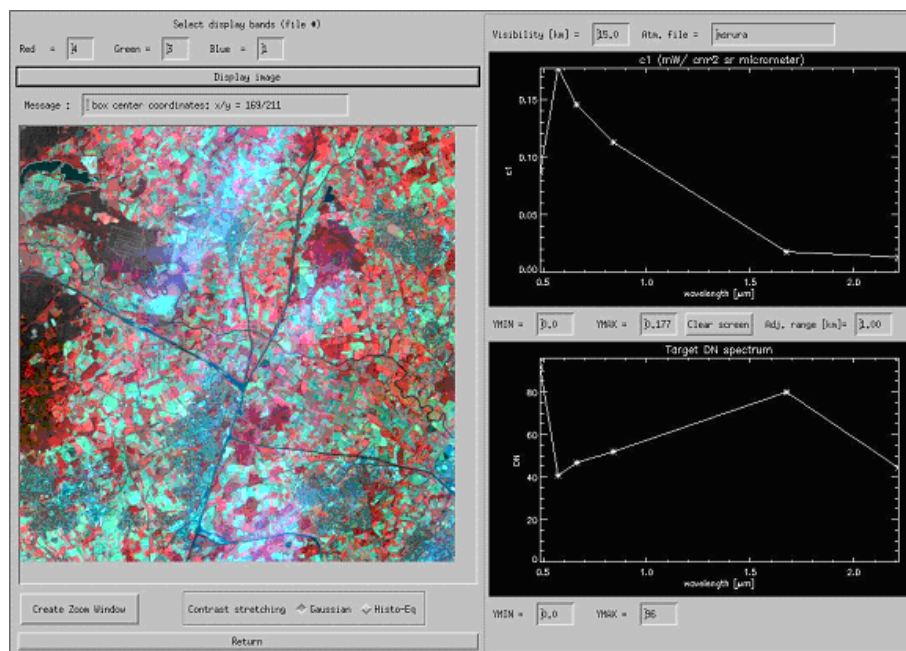 Select display bands (file #)
Red = 4 Green = 3 Blue = 1
Display image
Message : box center coordinates: x/y = 169/211
Create Zoom Window Contrast stretching Gaussian Histo-Eq
Return
Visibility [km] = 15.0 Atm. file =
c1 (mW/ cm^2 sr micrometer)
0.15
0.10
c1
0.05
0.00
0.5 1.0 1.5 2.0
wavelength [μm]
YMIN = 0.0 YMAX = 0.177 Clear screen Adj. range [km]= 1.00
Target DN spectrum
80
60
DN
40
20
0
0.5 1.0 1.5 2.0
wavelength [μm]
YMIN = 0.0 YMAX = 96